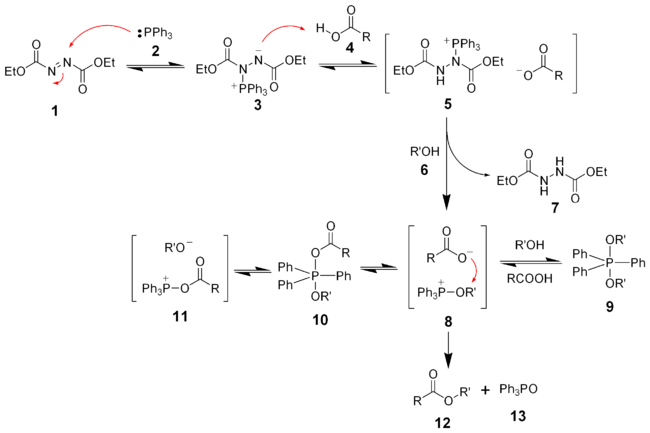 EtO N N OEt O O
1
:PPh3
2
EtO O N N⁻ OEt O +PPh3
3
HO O R
4
[ EtO O N H N OEt O +PPh3 ⁻O O R ]
5
R'OH
6
EtO O H N N H OEt O
7
[ R'O⁻ Ph3P+ O O R ]
11
O O R Ph Ph P Ph OR'
10
[ R O O⁻ Ph3P+–OR' ]
8
R'OH
RCOOH
OR' Ph Ph P Ph OR'
9
R O O R' + Ph3PO
12 13